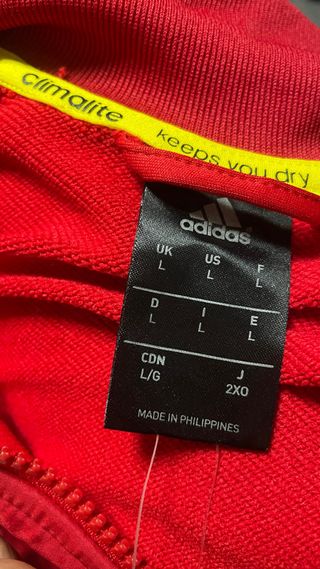 climalite
keeps you dry
adidas
UK US F
L L L
D I E
L L L
CDN J
L/G 2XO
MADE IN PHILIPPINES